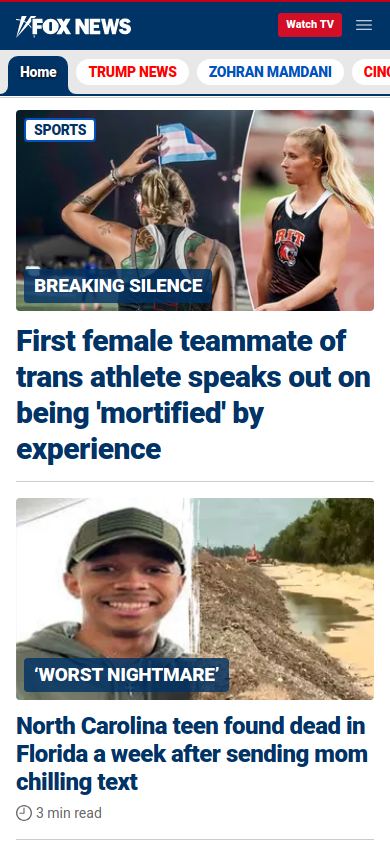 FOX NEWS
Watch TV
Home
TRUMP NEWS
ZOHRAN MAMDANI
CINC
SPORTS
RIT
BREAKING SILENCE
First female teammate of
trans athlete speaks out on
being 'mortified' by
experience
‘WORST NIGHTMARE’
North Carolina teen found dead in
Florida a week after sending mom
chilling text
3 min read